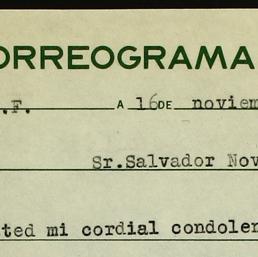 ORREOGRAMA
.F. A 16 DE noviem
Sr.Salvador Nov
ted mi cordial condolen